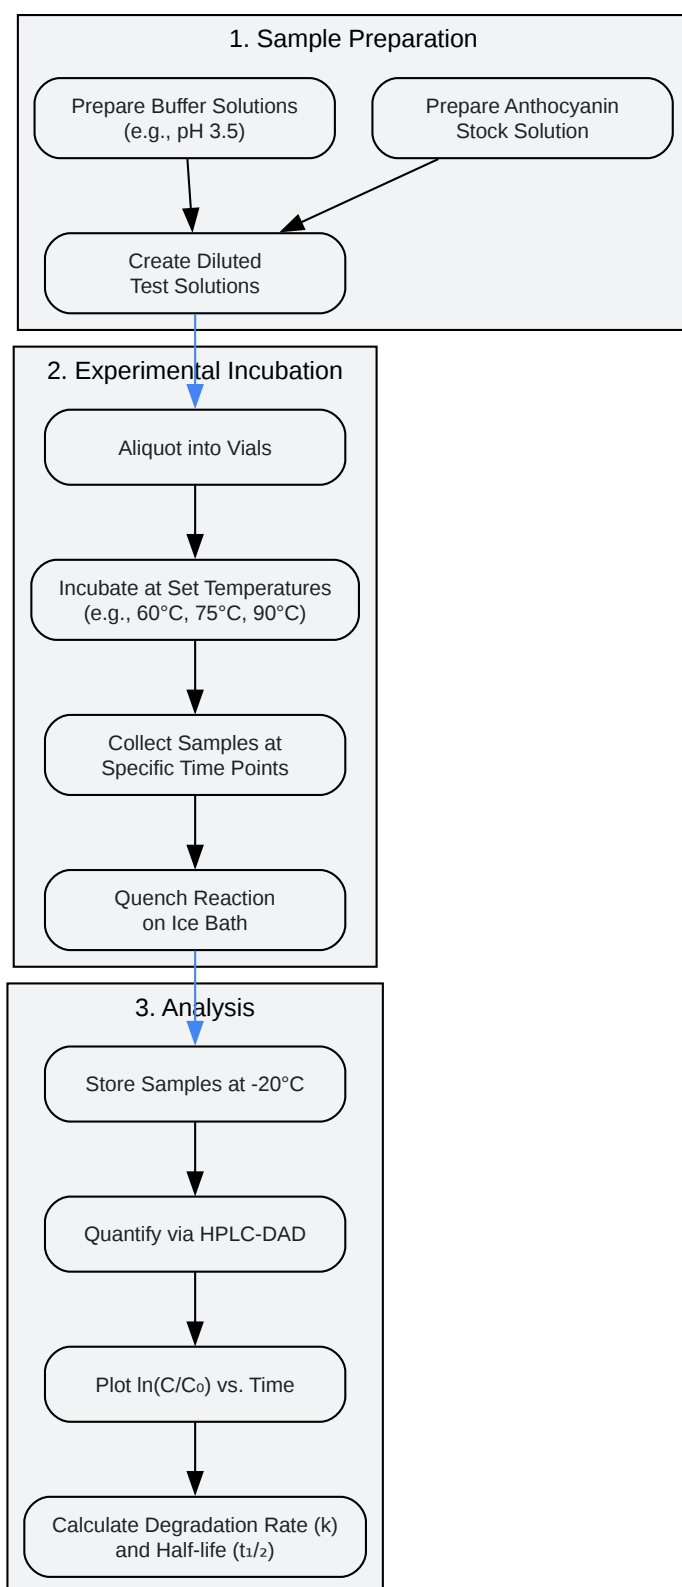 1. Sample Preparation
Prepare Buffer Solutions
(e.g., pH 3.5)
Prepare Anthocyanin
Stock Solution
Create Diluted
Test Solutions
2. Experimental Incubation
Aliquot into Vials
Incubate at Set Temperatures
(e.g., 60°C, 75°C, 90°C)
Collect Samples at
Specific Time Points
Quench Reaction
on Ice Bath
3. Analysis
Store Samples at -20°C
Quantify via HPLC-DAD
Plot ln(C/C₀) vs. Time
Calculate Degradation Rate (k)
and Half-life (t₁/₂)